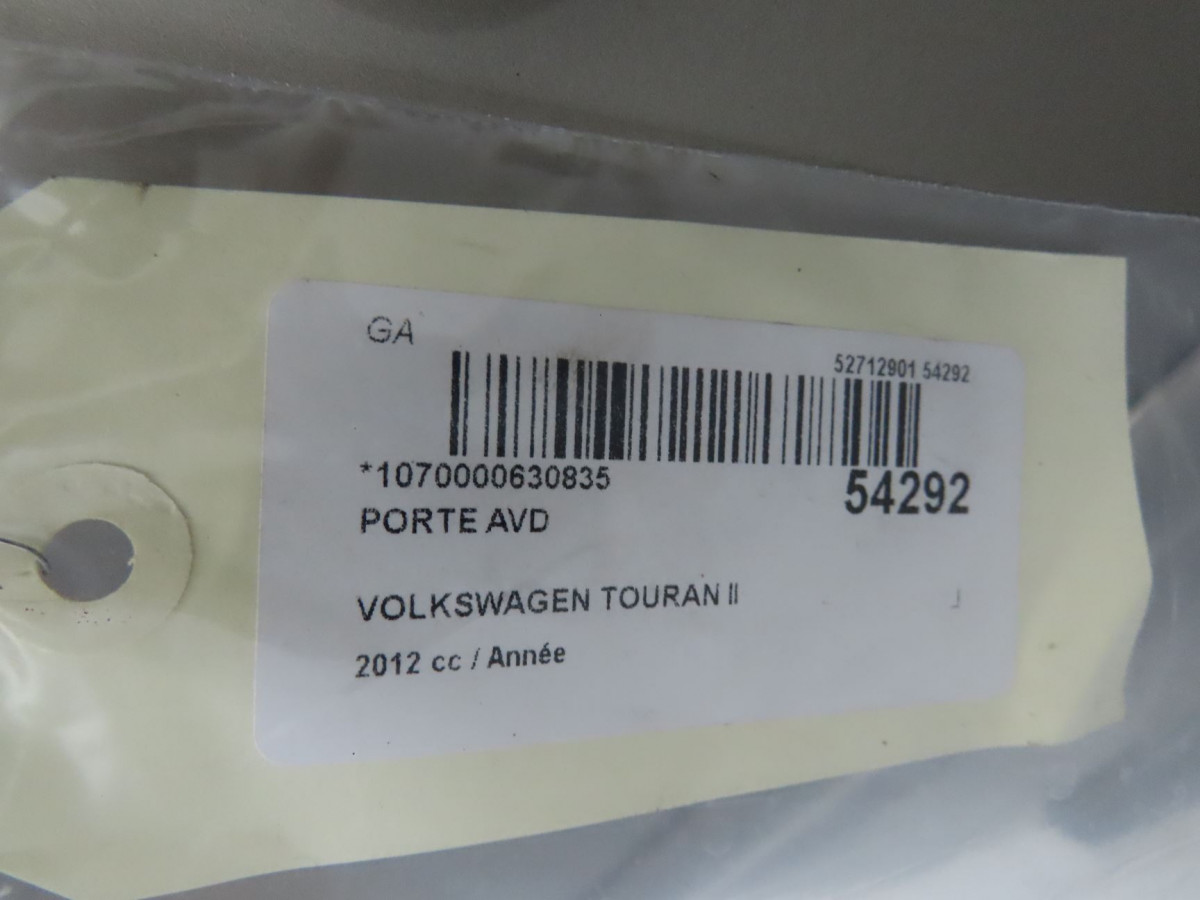 GA
52712901 54292
*1070000630835
54292
PORTE AVD
VOLKSWAGEN TOURAN II
2012 cc / Année